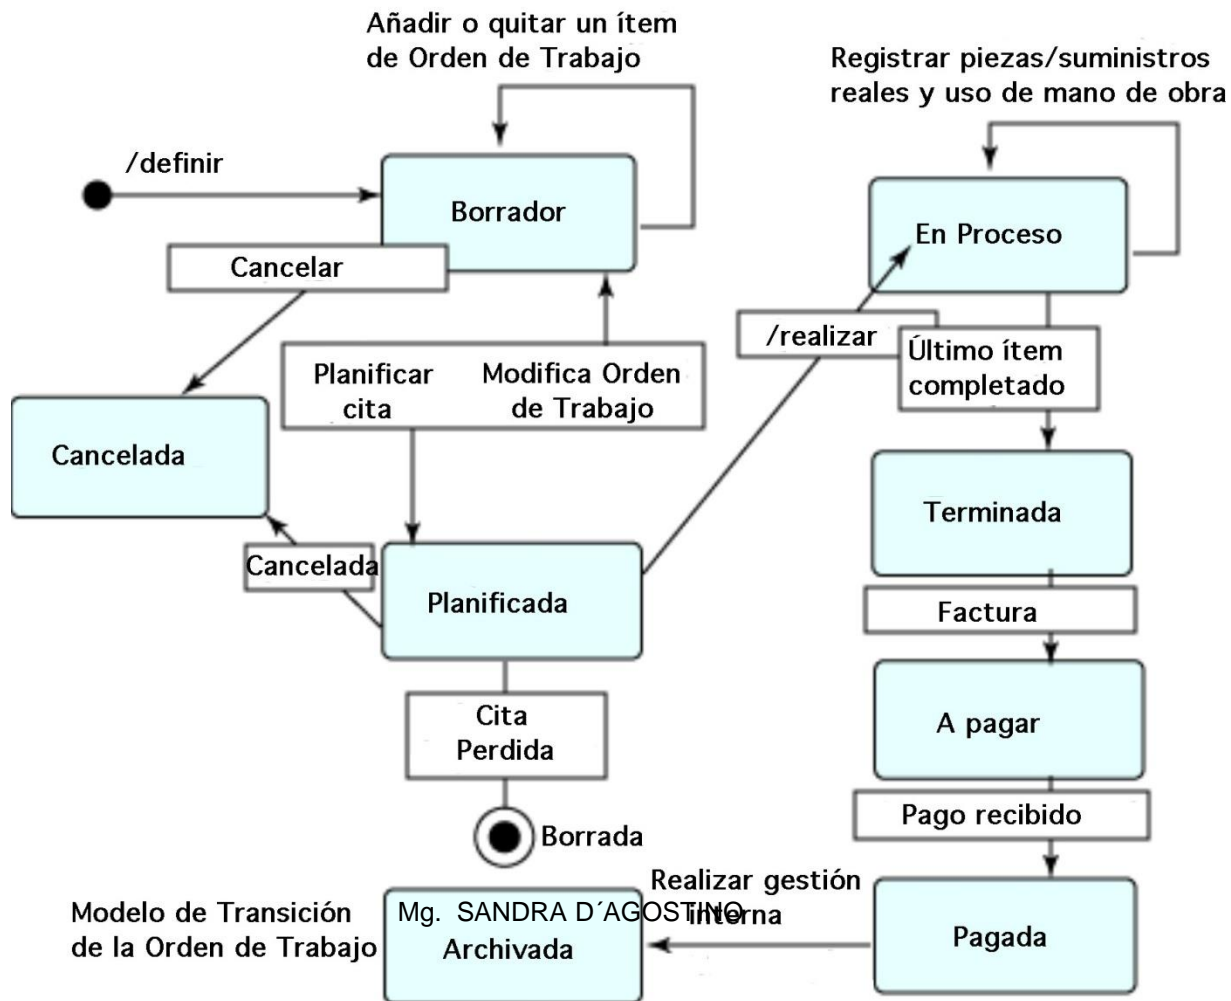 Añadir o quitar un ítem
de Orden de Trabajo
Registrar piezas/suministros
reales y uso de mano de obra
/definir
Borrador
En Proceso
Cancelar
/realizar
Último ítem
completado
Planificar
cita
Modifica Orden
de Trabajo
Cancelada
Terminada
Cancelada
Planificada
Factura
A pagar
Cita
Perdida
Pago recibido
Borrada
Realizar gestión
interna
Modelo de Transición
de la Orden de Trabajo
Mg. SANDRA D´AGOSTINO
Archivada
Pagada